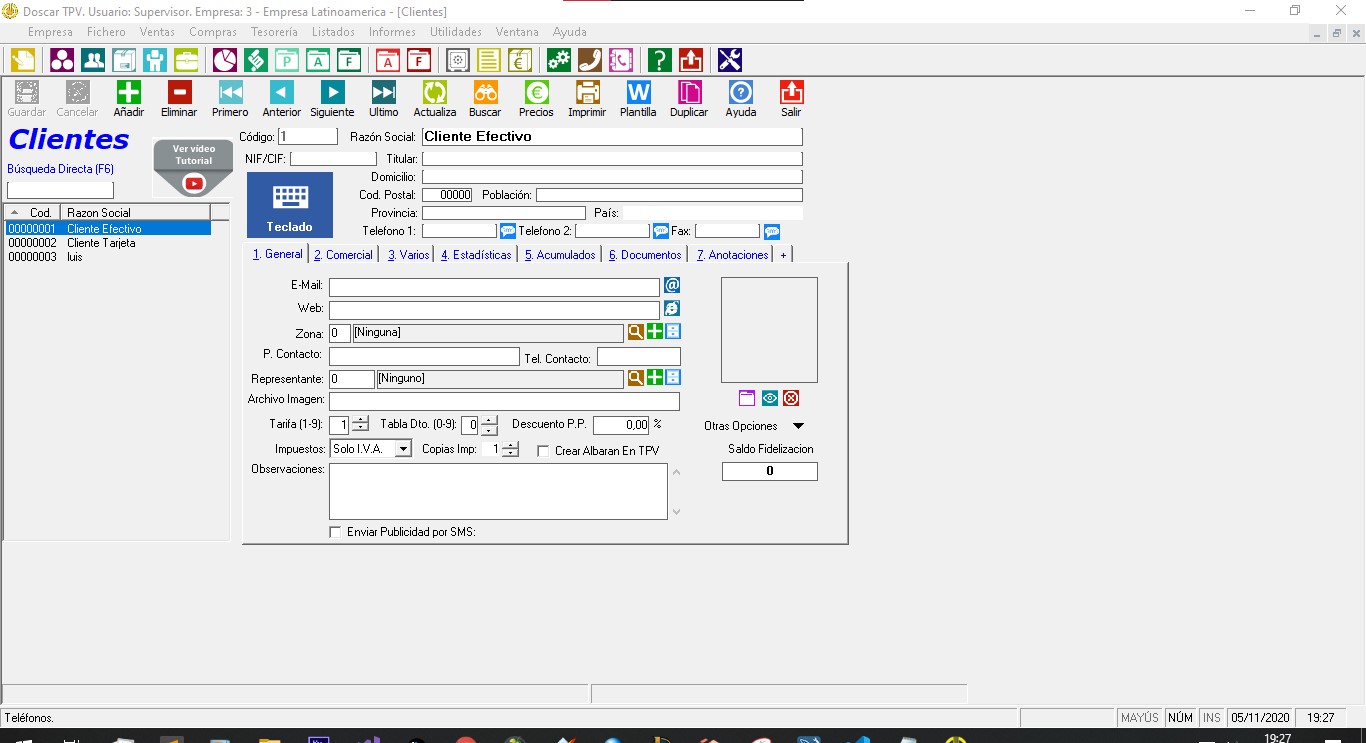 Doscar TPV. Usuario: Supervisor. Empresa: 3 - Empresa Latinoamerica - [Clientes]
Empresa Fichero Ventas Compras Tesorería Listados Informes Utilidades Ventana Ayuda
P A F A F
Guardar Cancelar Añadir Eliminar Primero Anterior Siguiente Ultimo Actualiza Buscar Precios Imprimir Plantilla Duplicar Ayuda Salir
Clientes
Ver vídeo
Tutorial
Búsqueda Directa (F6)
Cod. Razon Social
00000001 Cliente Efectivo
00000002 Cliente Tarjeta
00000003 luis
Código: 1 Razón Social: Cliente Efectivo
NIF/CIF: Titular:
Domicilio:
Cod. Postal: 00000 Población:
Provincia: País:
Teclado
Telefono 1: Telefono 2: Fax:
1. General 2. Comercial 3. Varios 4. Estadísticas 5. Acumulados 6. Documentos 7. Anotaciones +
E-Mail:
Web:
Zona: 0 [Ninguna]
P. Contacto: Tel. Contacto:
Representante: 0 [Ninguno]
Archivo Imagen:
Tarifa (1-9): 1 Tabla Dto. (0-9): 0 Descuento P.P. 0,00 %
Otras Opciones
Impuestos: Solo I.V.A. Copias Imp: 1 Crear Albaran En TPV
Saldo Fidelizacion
0
Observaciones:
Enviar Publicidad por SMS:
Teléfonos. MAYÚS NÚM INS 05/11/2020 19:27
19:27